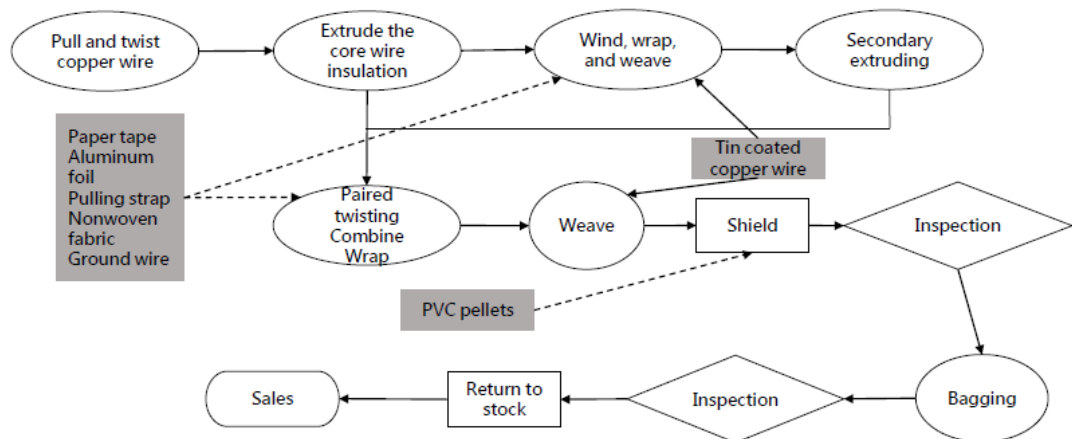 Pull and twist
copper wire
Extrude the
core wire
insulation
Wind, wrap,
and weave
Secondary
extruding
Paper tape
Aluminum
foil
Pulling strap
Nonwoven
fabric
Ground wire
Tin coated
copper wire
Paired
twisting
Combine
Wrap
Weave
Shield
Inspection
PVC pellets
Sales
Return to
stock
Inspection
Bagging